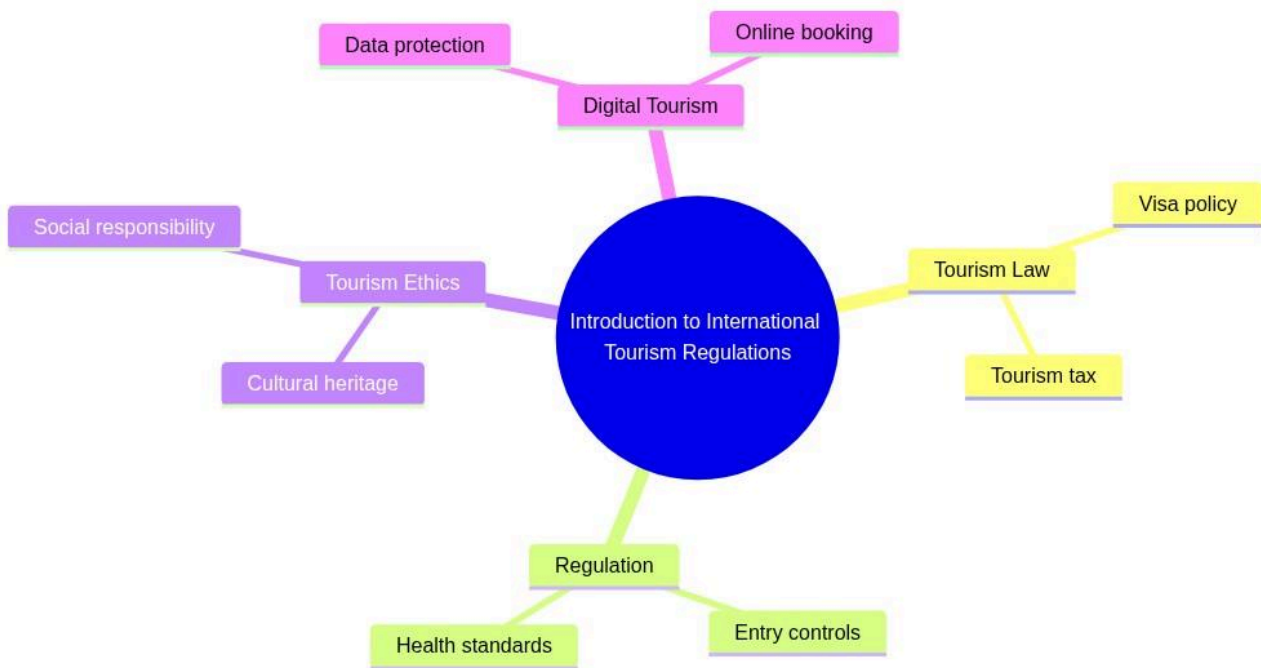 Online booking
Data protection
Digital Tourism
Visa policy
Social responsibility
Tourism Law
Tourism Ethics
Introduction to International
Tourism Regulations
Tourism tax
Cultural heritage
Regulation
Entry controls
Health standards